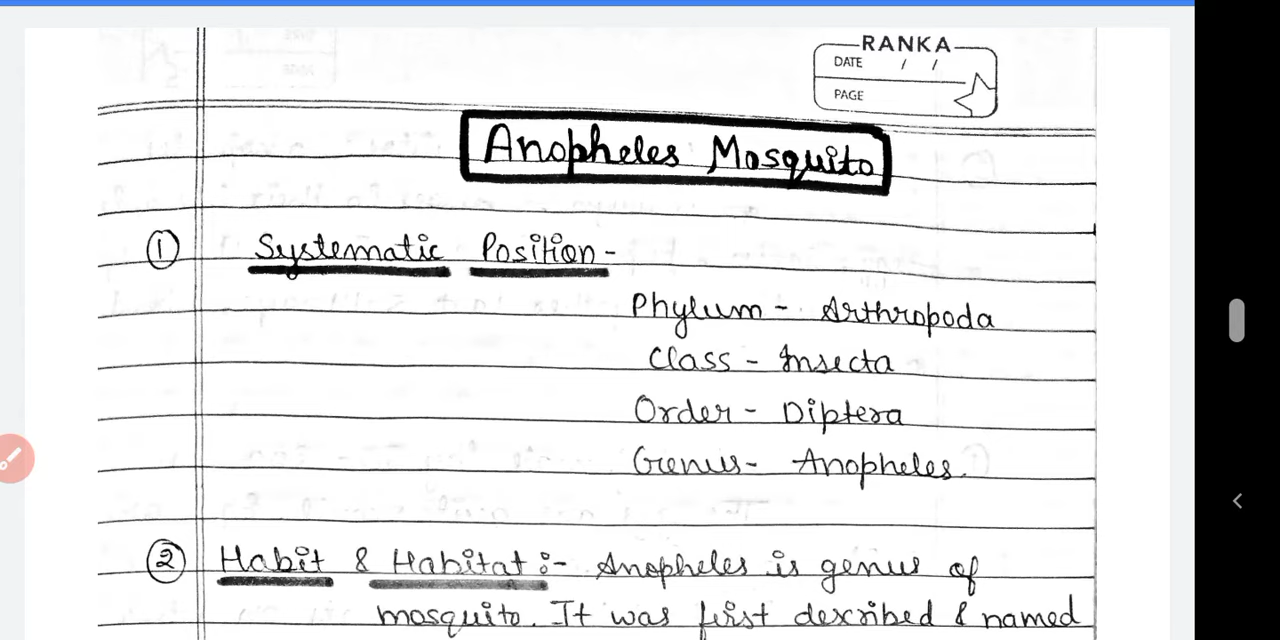 RANKA
DATE / /
PAGE
Anopheles Mosquito
① Systematic Position -
Phylum - Arthropoda
Class - Insecta
Order - Diptera
Genus - Anopheles.
② Habit & Habitat :- Anopheles is genus of
mosquito. It was first described & named